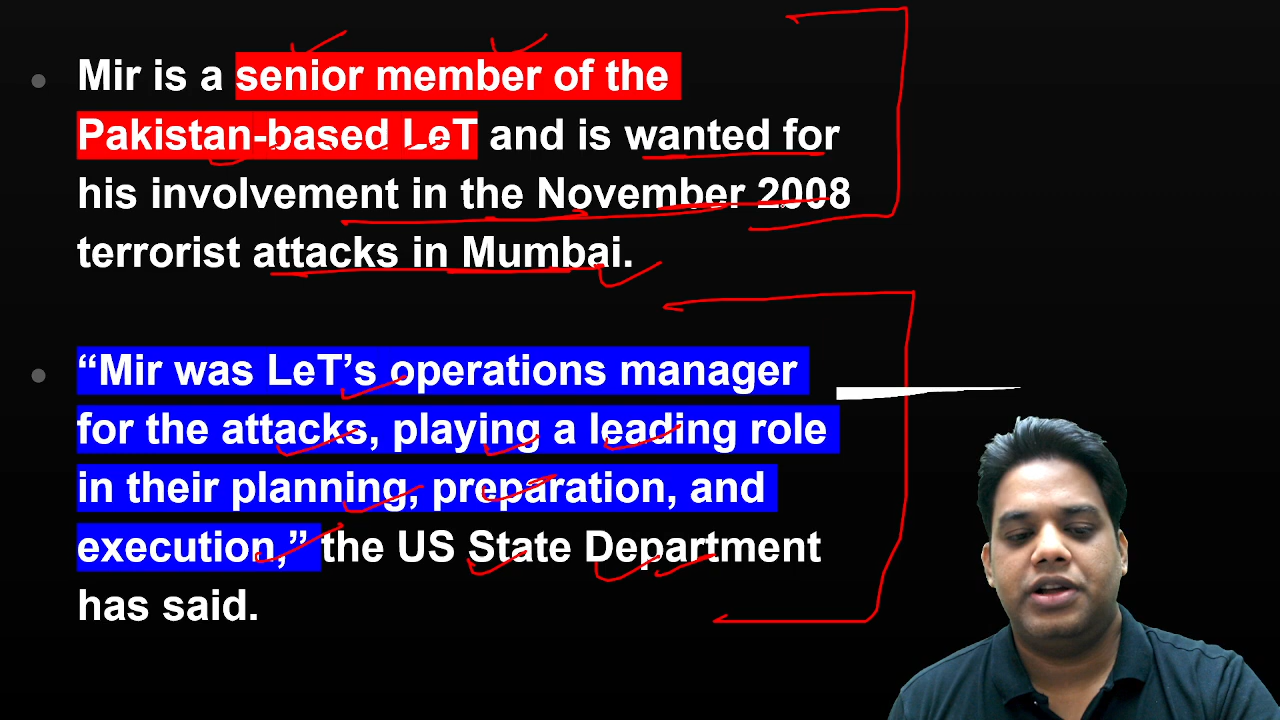 Mir is a senior member of the
Pakistan-based LeT and is wanted for
his involvement in the November 2008
terrorist attacks in Mumbai.
“Mir was LeT’s operations manager
for the attacks, playing a leading role
in their planning, preparation, and
execution,” the US State Department
has said.